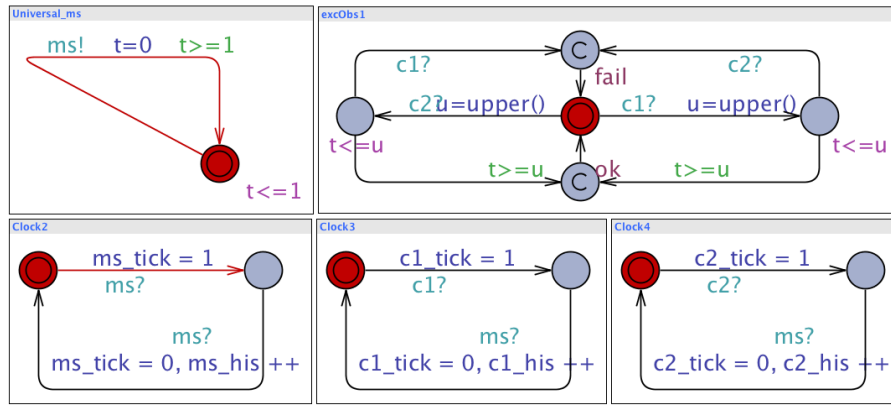 Universal_ms
ms! t=0 t>=1
t<=1
excObs1
c1? c2?
fail
c2? u=upper() c1? u=upper()
t<=u t<=u
t>=u ok t>=u
C
C
Clock2
ms_tick = 1
ms?
ms?
ms_tick = 0, ms_his ++
Clock3
c1_tick = 1
c1?
ms?
c1_tick = 0, c1_his ++
Clock4
c2_tick = 1
c2?
ms?
c2_tick = 0, c2_his ++